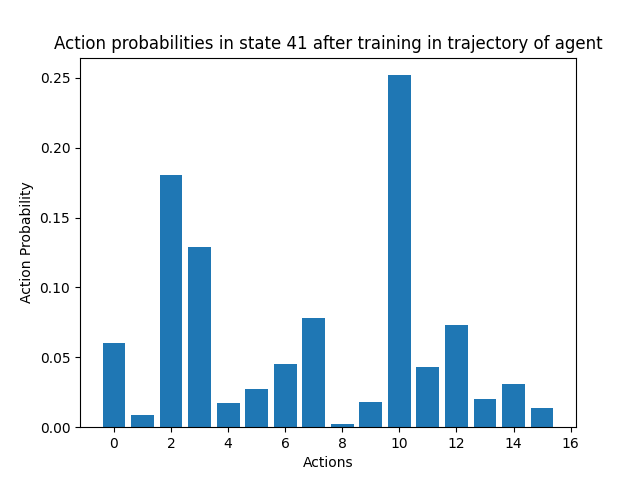 Action probabilities in state 41 after training in trajectory of agent
0.25
0.20
0.15
0.10
0.05
0.00
Action Probability
0 2 4 6 8 10 12 14 16
Actions